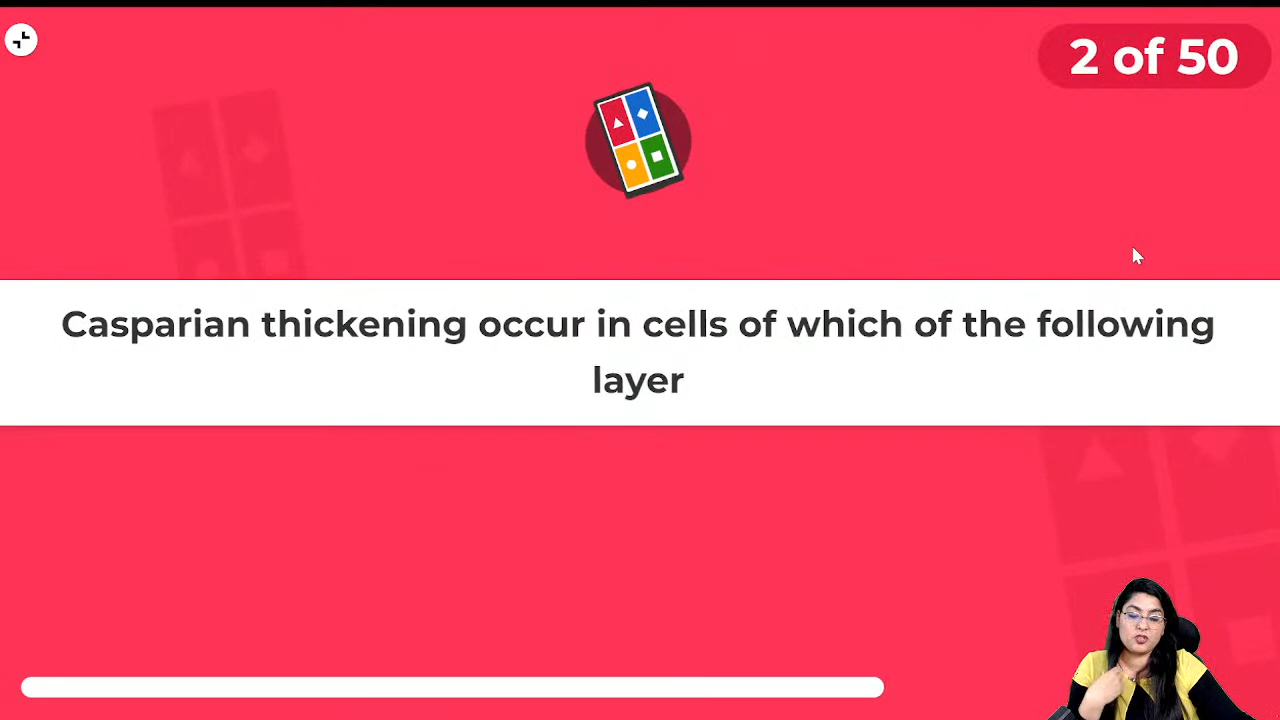 2 of 50
Casparian thickening occur in cells of which of the following
layer